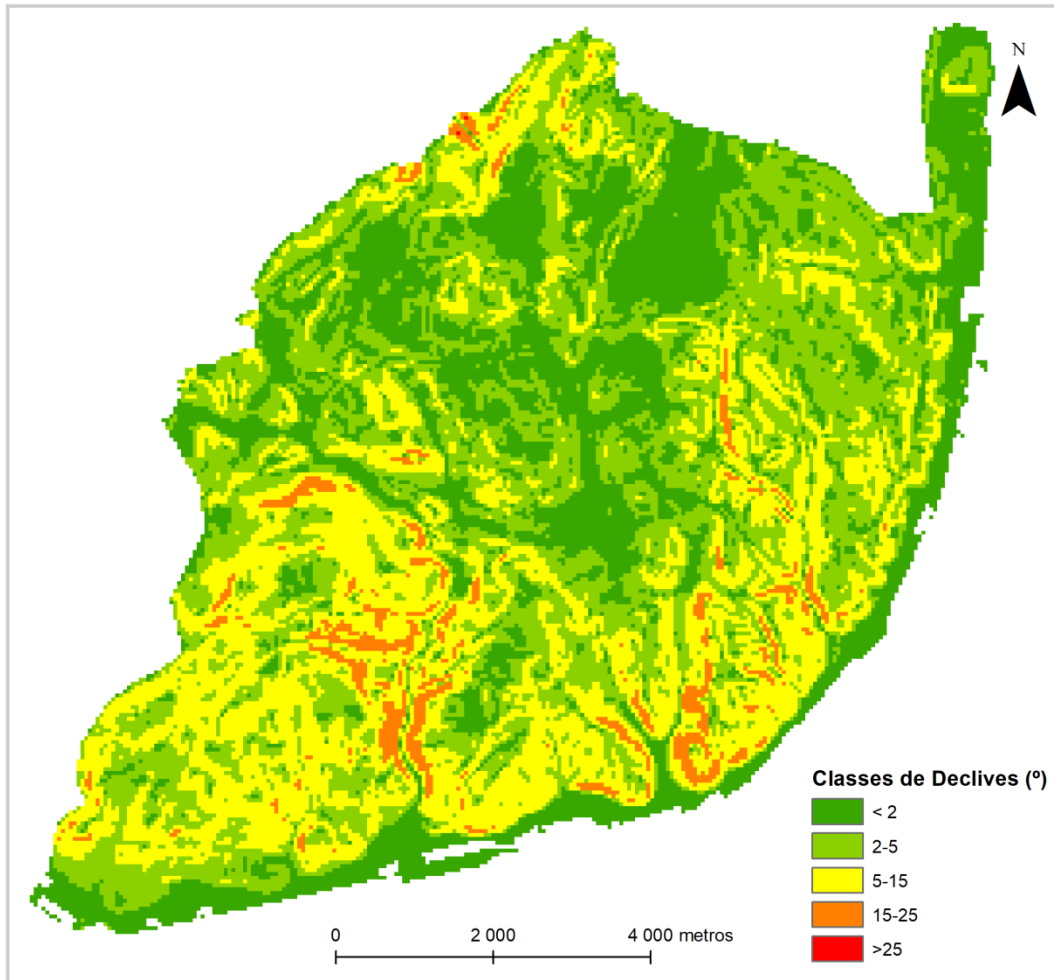 N
Classes de Declives (º)
< 2
2-5
5-15
15-25
>25
0 2 000 4 000 metros